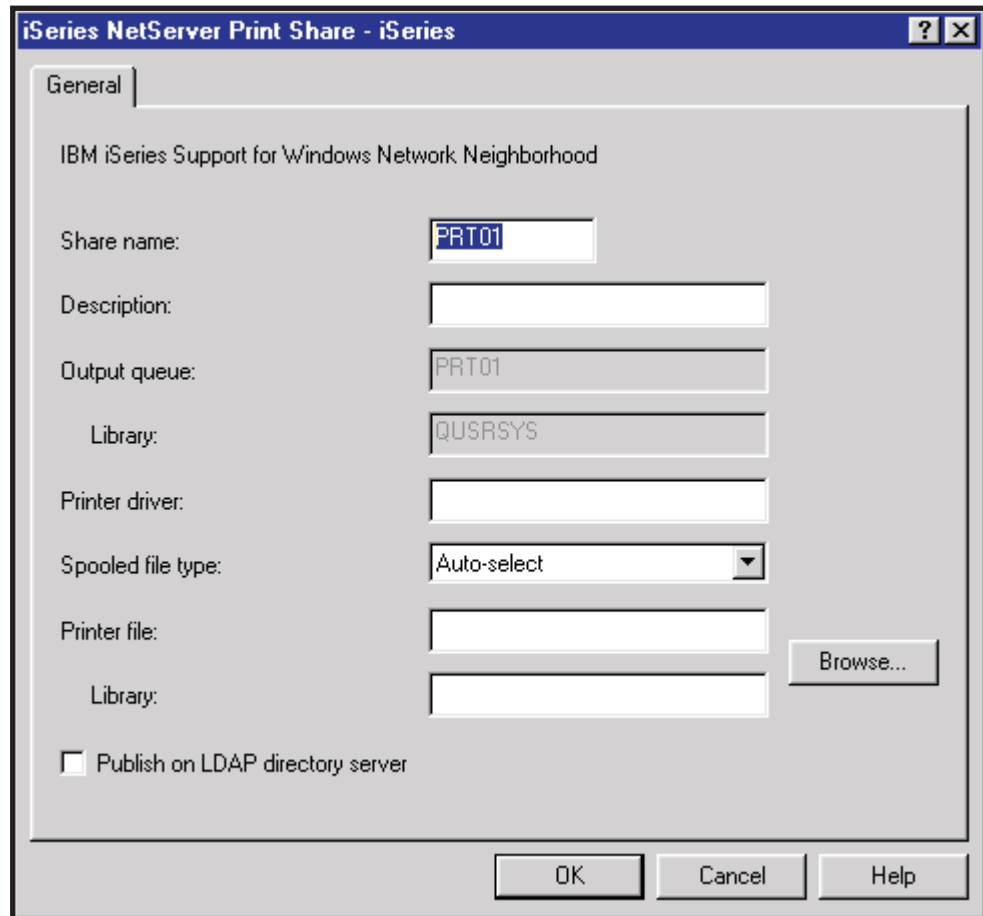 iSeries NetServer Print Share - iSeries
General
IBM iSeries Support for Windows Network Neighborhood
Share name: PRT01
Description:
Output queue: PRT01
Library: QUSRSYS
Printer driver:
Spooled file type: Auto-select
Printer file:
Browse...
Library:
Publish on LDAP directory server
OK Cancel Help